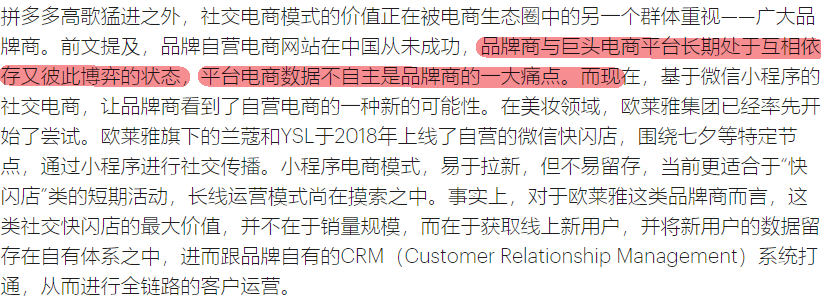 拼多多高歌猛进之外，社交电商模式的价值正在被电商生态圈中的另一个群体重视——广大品
牌商。前文提及，品牌自营电商网站在中国从未成功，品牌商与巨头电商平台长期处于互相依
存又彼此博弈的状态，平台电商数据不自主是品牌商的一大痛点。而现在，基于微信小程序的
社交电商，让品牌商看到了自营电商的一种新的可能性。在美妆领域，欧莱雅集团已经率先开
始了尝试。欧莱雅旗下的兰蔻和YSL于2018年上线了自营的微信快闪店，围绕七夕等特定节
点，通过小程序进行社交传播。小程序电商模式，易于拉新，但不易留存，当前更适合于“快
闪店”类的短期活动，长线运营模式尚在摸索之中。事实上，对于欧莱雅这类品牌商而言，这
类社交快闪店的最大价值，并不在于销量规模，而在于获取线上新用户，并将新用户的数据留
存在自有体系之中，进而跟品牌自有的CRM（Customer Relationship Management）系统打
通，从而进行全链路的客户运营。